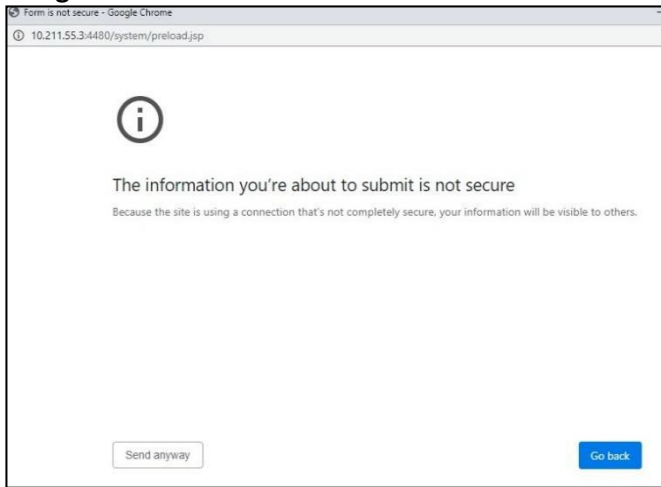 Form is not secure - Google Chrome
10.211.55.3:4480/system/preload.jsp
The information you're about to submit is not secure
Because the site is using a connection that's not completely secure, your information will be visible to others.
Send anyway
Go back